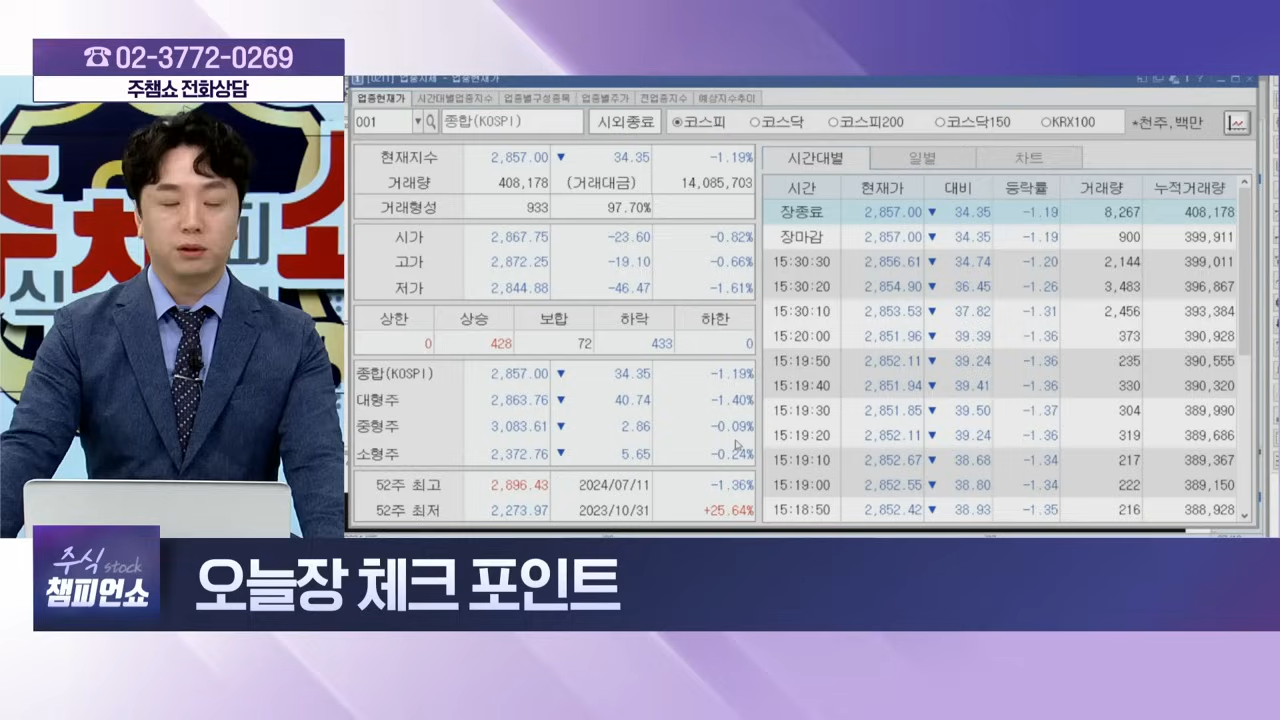 ☎02-3772-0269
주챔쇼 전화상담
[0211] 업종시세 - 업종현재가
업종현재가 시간대별업종지수 업종별구성종목 업종별주가 전업종지수 예상지수추이
001 종합(KOSPI) 시외종료 코스피 코스닥 코스피200 코스닥150 KRX100 *천주,백만
현재지수 2,857.00 ▼ 34.35 -1.19%
거래량 408,178 (거래대금) 14,085,703
거래형성 933 97.70%
시가 2,867.75 -23.60 -0.82%
고가 2,872.25 -19.10 -0.66%
저가 2,844.88 -46.47 -1.61%
상한 상승 보합 하락 하한
0 428 72 433 0
종합(KOSPI) 2,857.00 ▼ 34.35 -1.19%
대형주 2,863.76 ▼ 40.74 -1.40%
중형주 3,083.61 ▼ 2.86 -0.09%
소형주 2,372.76 ▼ 5.65 -0.24%
52주 최고 2,896.43 2024/07/11 -1.36%
52주 최저 2,273.97 2023/10/31 +25.64%
시간대별 일별 차트
시간 현재가 대비 등락률 거래량 누적거래량
장종료 2,857.00 ▼ 34.35 -1.19 8,267 408,178
장마감 2,857.00 ▼ 34.35 -1.19 900 399,911
15:30:30 2,856.61 ▼ 34.74 -1.20 2,144 399,011
15:30:20 2,854.90 ▼ 36.45 -1.26 3,483 396,867
15:30:10 2,853.53 ▼ 37.82 -1.31 2,456 393,384
15:20:00 2,851.96 ▼ 39.39 -1.36 373 390,928
15:19:50 2,852.11 ▼ 39.24 -1.36 235 390,555
15:19:40 2,851.94 ▼ 39.41 -1.36 330 390,320
15:19:30 2,851.85 ▼ 39.50 -1.37 304 389,990
15:19:20 2,852.11 ▼ 39.24 -1.36 319 389,686
15:19:10 2,852.67 ▼ 38.68 -1.34 217 389,367
15:19:00 2,852.55 ▼ 38.80 -1.34 222 389,150
15:18:50 2,852.42 ▼ 38.93 -1.35 216 388,928
주식 stock
챔피언쇼
오늘장 체크 포인트